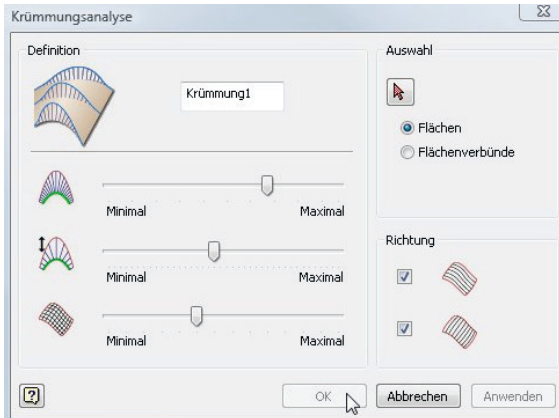 Krümmungsanalyse
Definition
Krümmung1
Minimal Maximal
Minimal Maximal
Minimal Maximal
Auswahl
Flächen
Flächenverbünde
Richtung
?
OK Abbrechen Anwenden